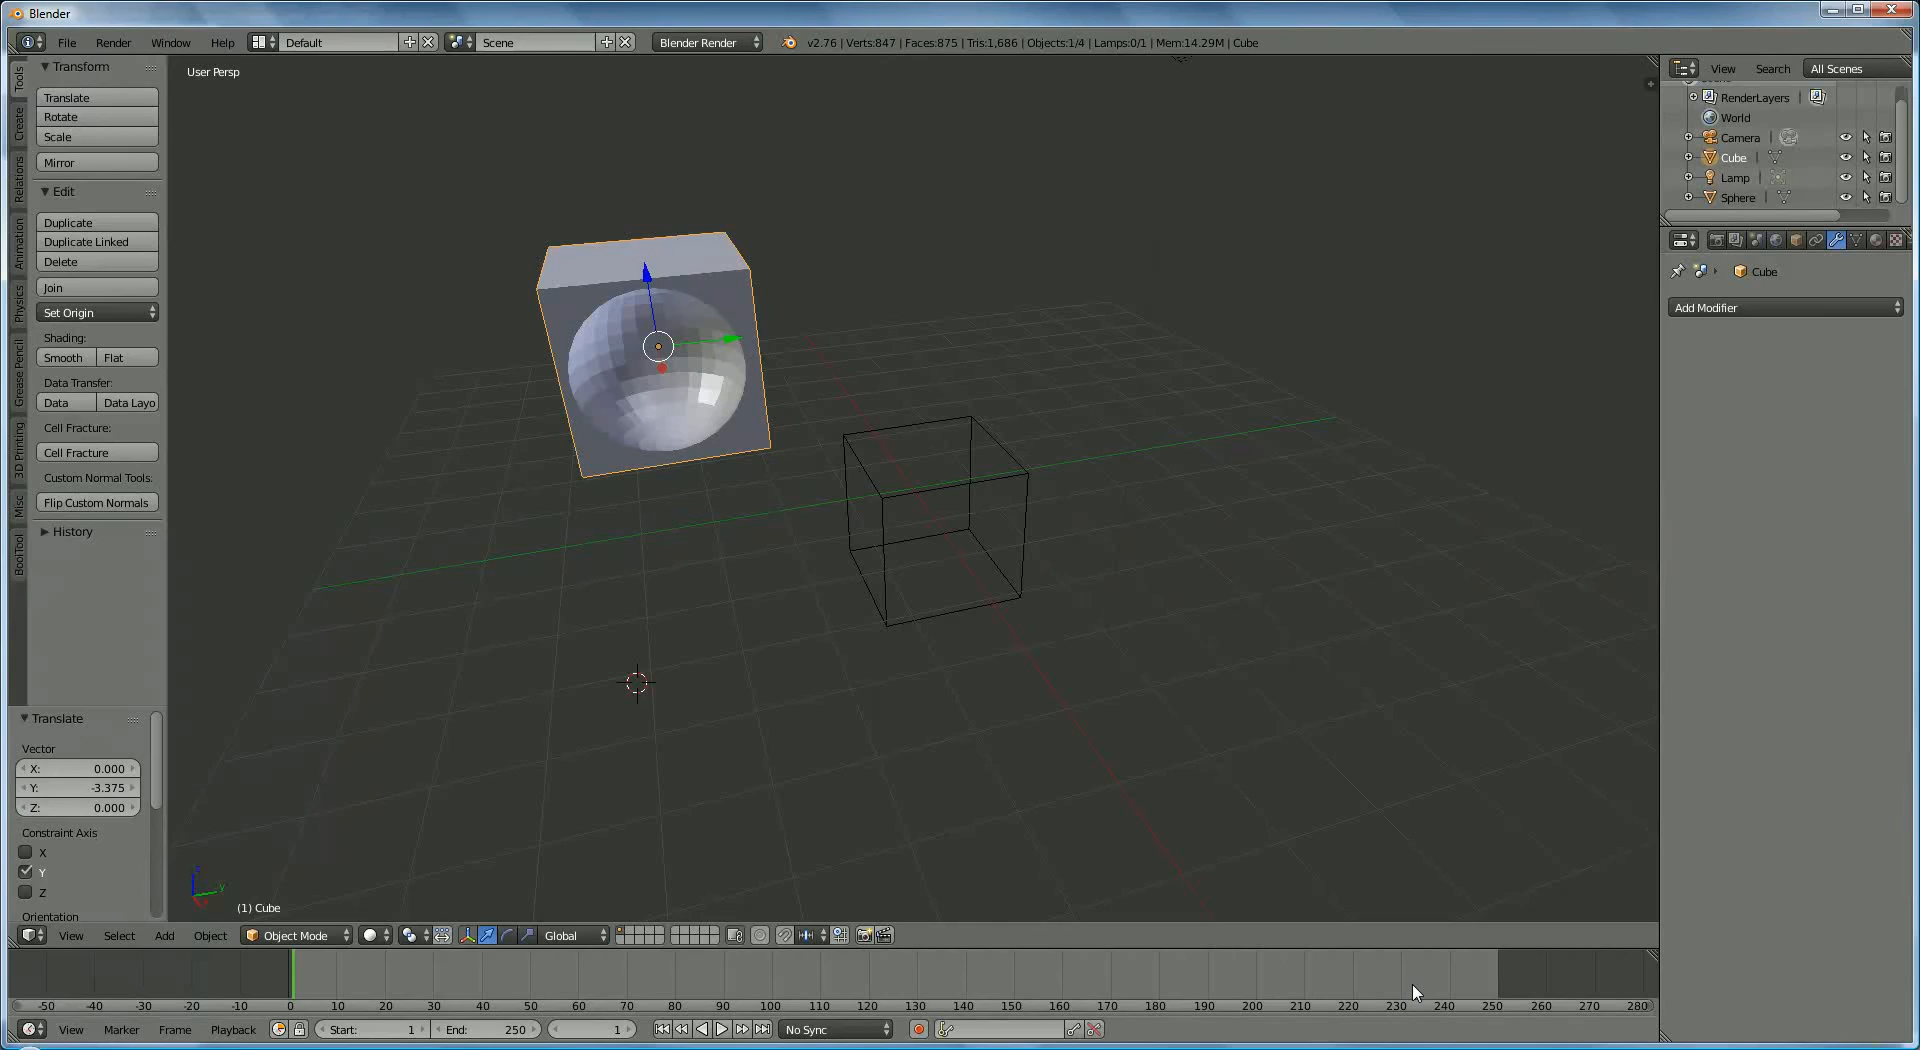 Blender
File Render Window Help Default Scene Blender Render v2.76 | Verts:847 | Faces:875 | Tris:1,686 | Objects:1/4 | Lamps:0/1 | Mem:14.29M | Cube
Tools
Create
Relations
Animation
Physics
Grease Pencil
3D Printing
Misc
BoolTool
Transform
Translate
Rotate
Scale
Mirror
Edit
Duplicate
Duplicate Linked
Delete
Join
Set Origin
Shading:
Smooth Flat
Data Transfer:
Data Data Layo
Cell Fracture:
Cell Fracture
Custom Normal Tools:
Flip Custom Normals
History
Translate
Vector
X: 0.000
Y: -3.375
Z: 0.000
Constraint Axis
X
Y
Z
Orientation
User Persp
(1) Cube
View Search All Scenes
RenderLayers
World
Camera
Cube
Lamp
Sphere
Cube
Add Modifier
View Select Add Object Object Mode Global
-50 -40 -30 -20 -10 0 10 20 30 40 50 60 70 80 90 100 110 120 130 140 150 160 170 180 190 200 210 220 230 240 250 260 270 280
View Marker Frame Playback Start: 1 End: 250 1 No Sync